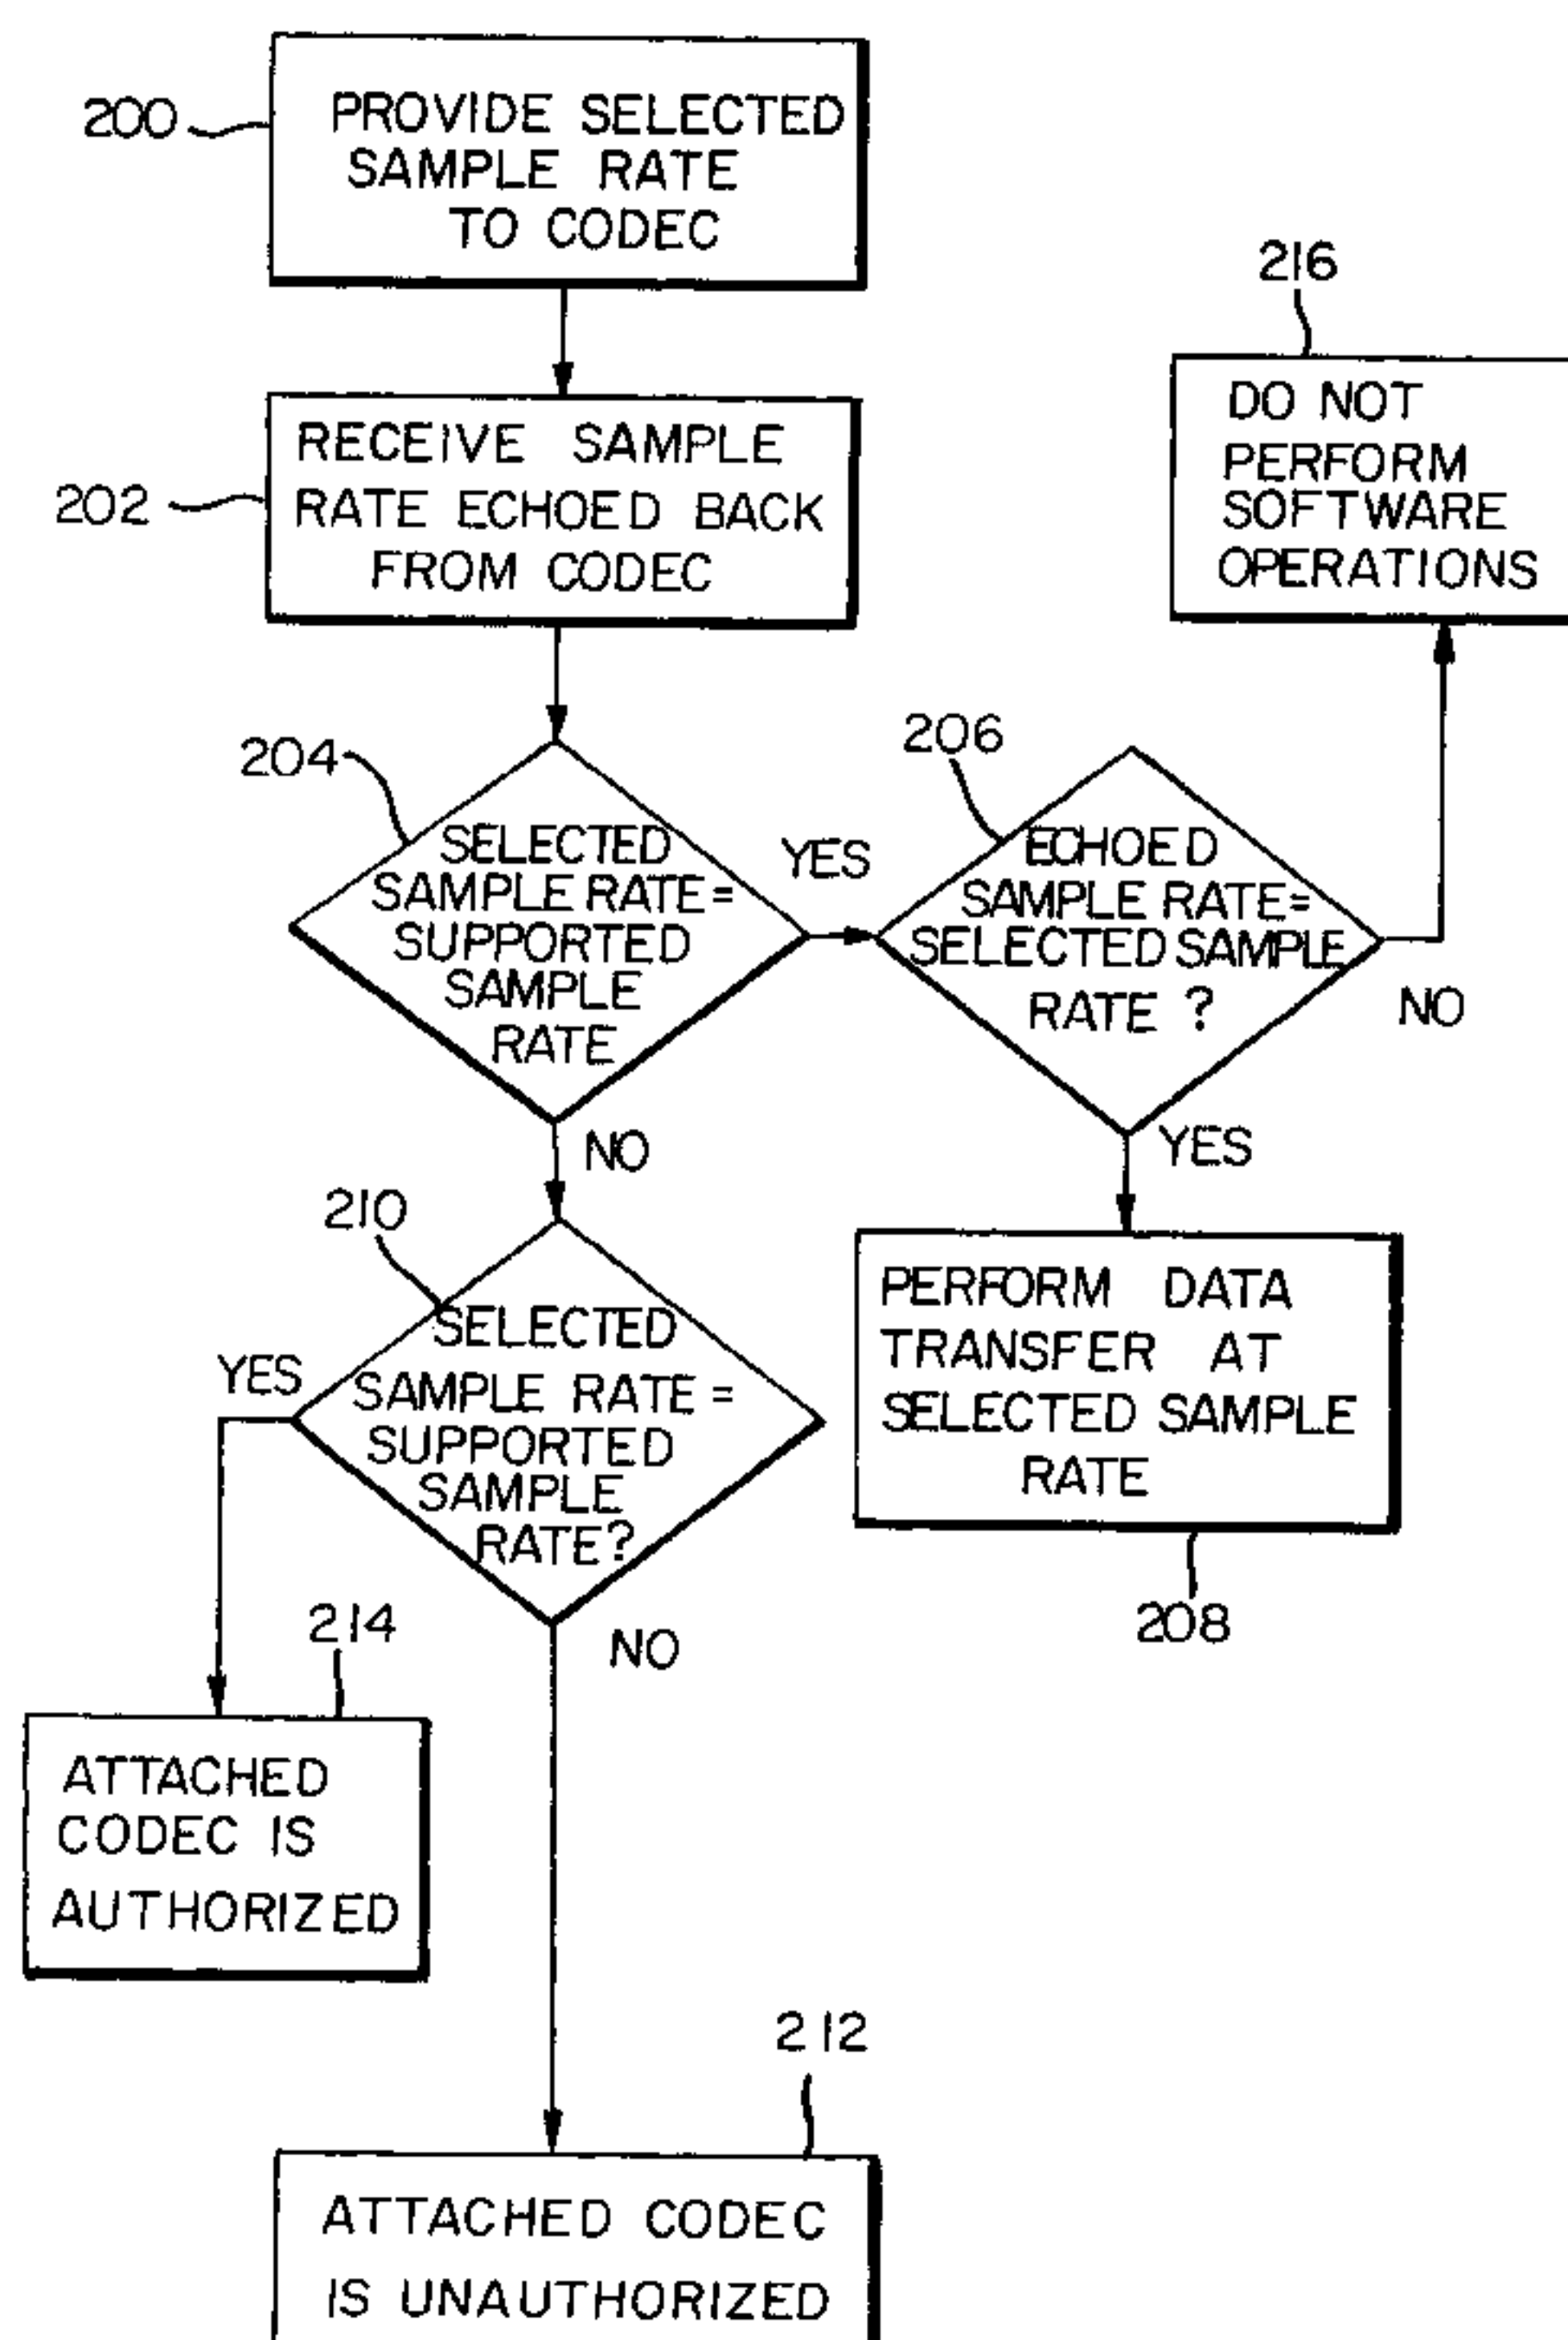 200
PROVIDE SELECTED
SAMPLE RATE
TO CODEC
216
DO NOT
PERFORM
SOFTWARE
OPERATIONS
202
RECEIVE SAMPLE
RATE ECHOED BACK
FROM CODEC
204
SELECTED
SAMPLE RATE=
SUPPORTED
SAMPLE
RATE
YES
NO
206
ECHOED
SAMPLE RATE=
SELECTED SAMPLE
RATE ?
NO
YES
210
SELECTED
SAMPLE RATE =
SUPPORTED
SAMPLE
RATE?
YES
NO
PERFORM DATA
TRANSFER AT
SELECTED SAMPLE
RATE
208
214
ATTACHED
CODEC IS
AUTHORIZED
212
ATTACHED CODEC
IS UNAUTHORIZED